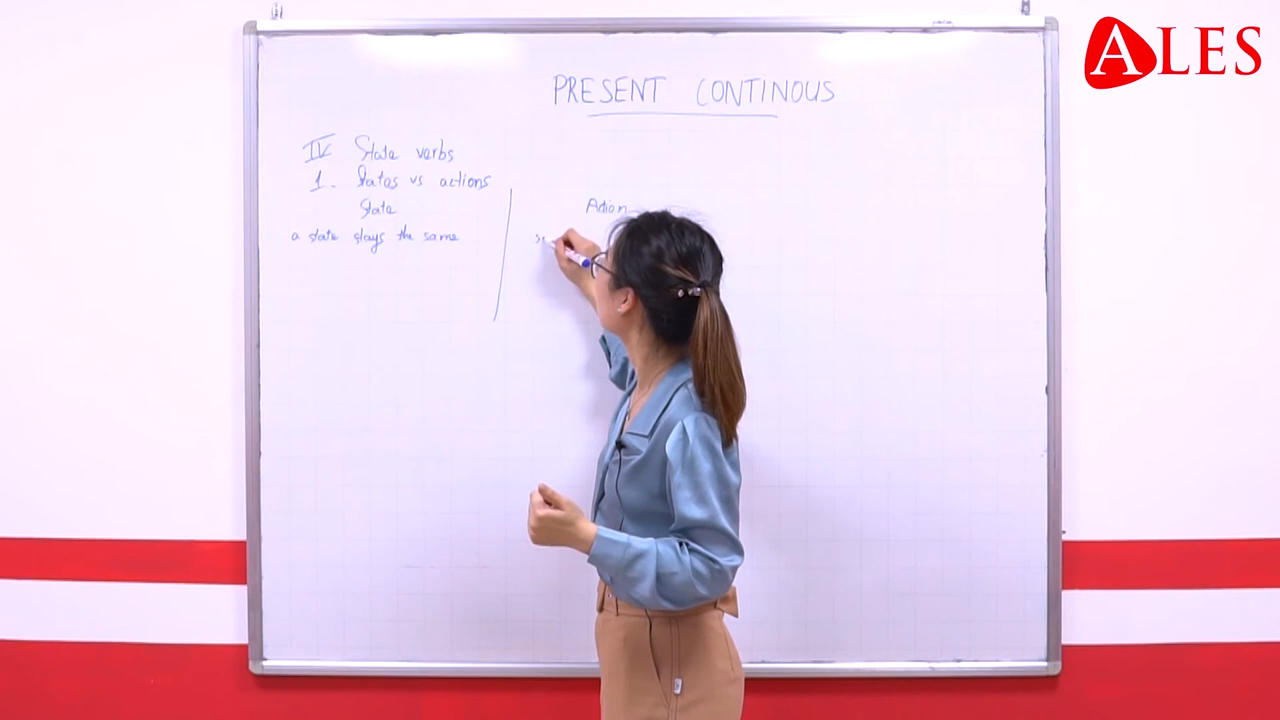 ALES
PRESENT CONTINOUS
IV State verbs
1. States vs actions
State
Action
a state stays the same